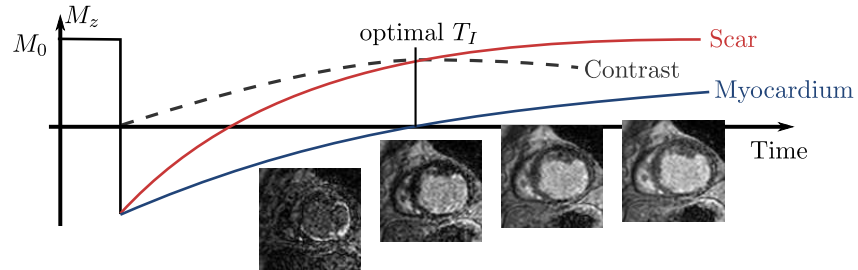 M_z
M_0
optimal T_I
Scar
Contrast
Myocardium
Time